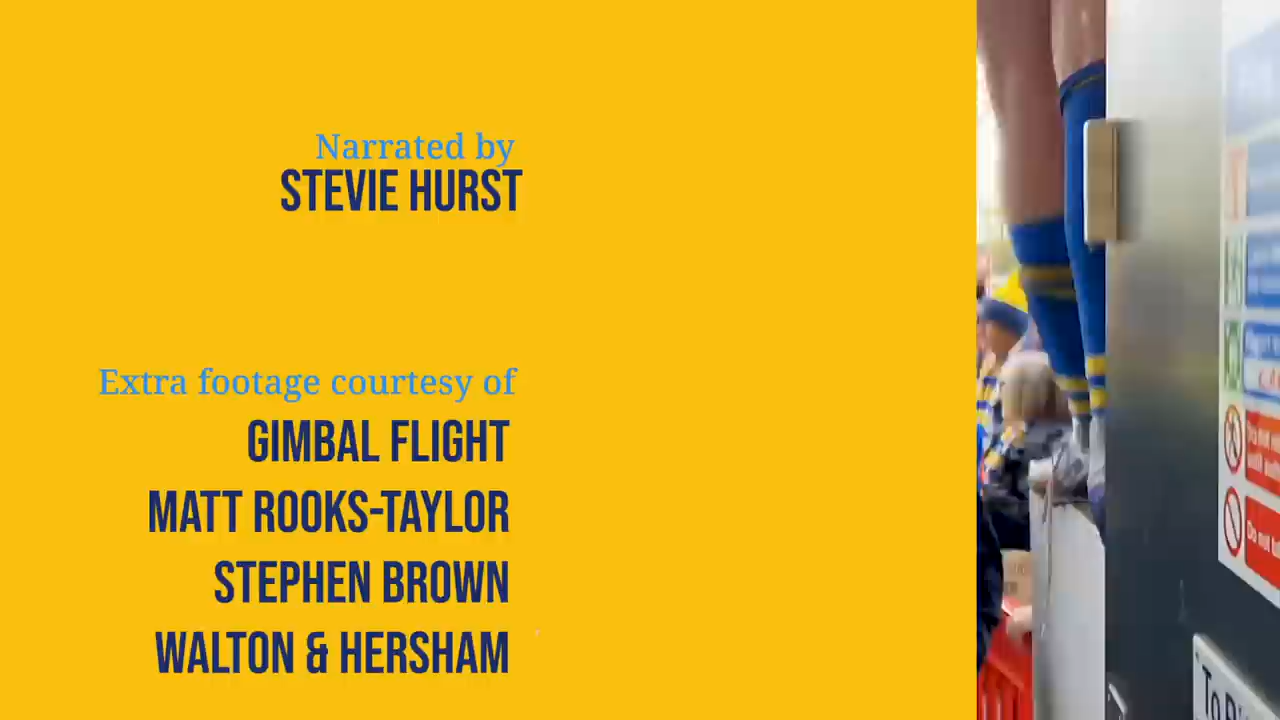 Narrated by
STEVIE HURST
Extra footage courtesy of
GIMBAL FLIGHT
MATT ROOKS-TAYLOR
STEPHEN BROWN
WALTON & HERSHAM